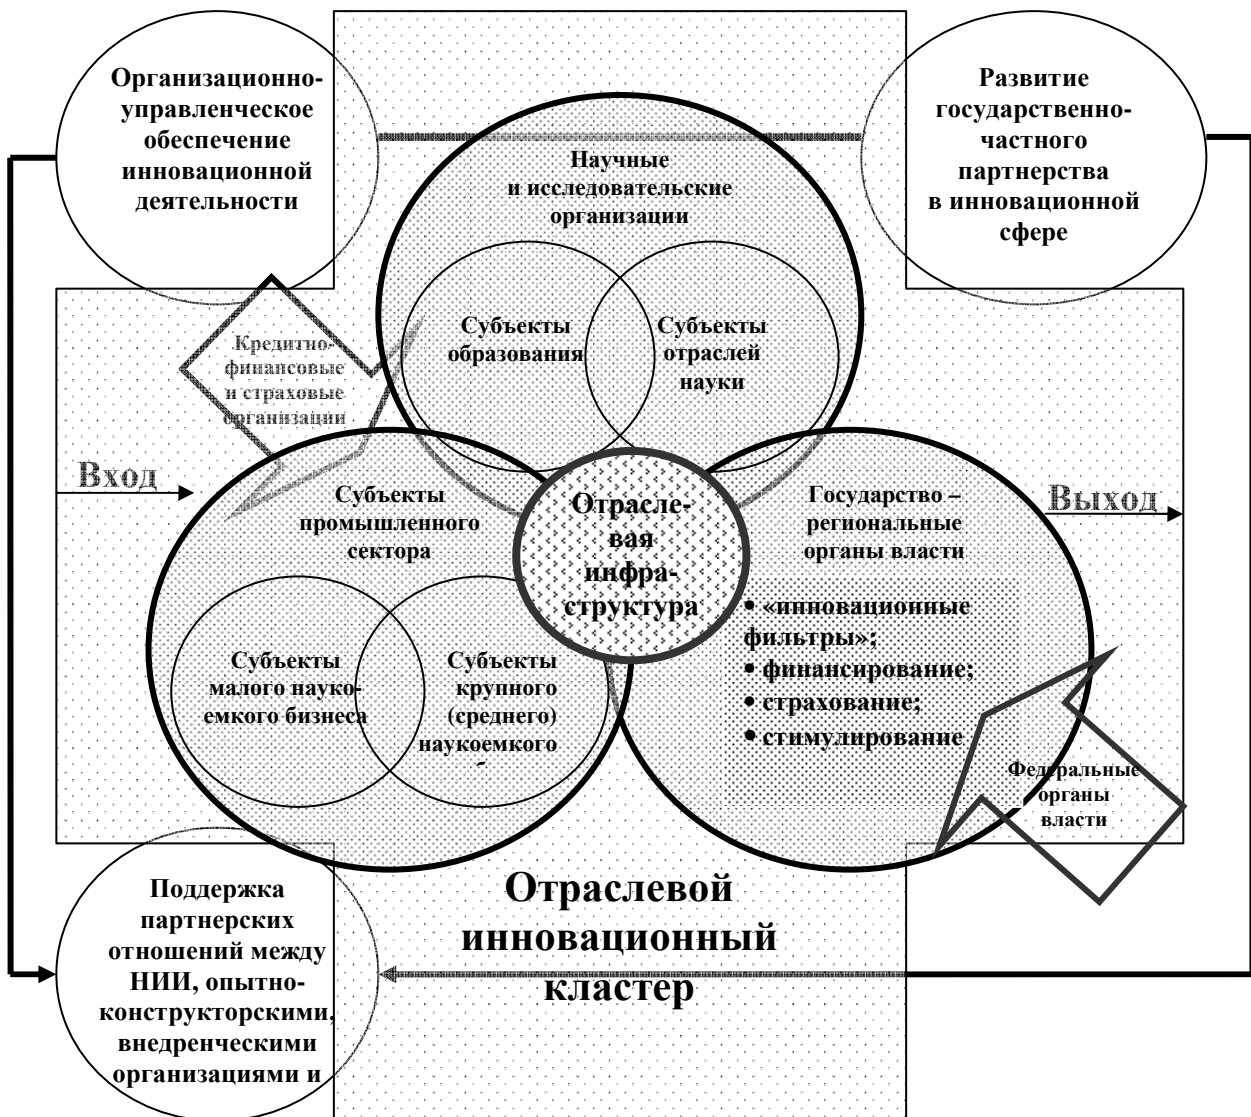 Организационно-
управленческое
обеспечение
инновационной
деятельности
Развитие
государственно-
частного
партнерства
в инновационной
сфере
Научные
и исследовательские
организации
Субъекты
образования
Субъекты
отраслей
науки
Кредитно-
финансовые
и страховые
организации
Вход
Выход
Субъекты
промышленного
сектора
Отрасле-
вая
инфра-
структура
Государство –
региональные
органы власти
• «инновационные
фильтры»;
• финансирование;
• страхование;
• стимулирование
Субъекты
малого науко-
емкого бизнеса
Субъекты
крупного
(среднего)
наукоемкого
Федеральные
органы
власти
Отраслевой
инновационный
кластер
Поддержка
партнерских
отношений между
НИИ, опытно-
конструкторскими,
внедренческими
организациями и